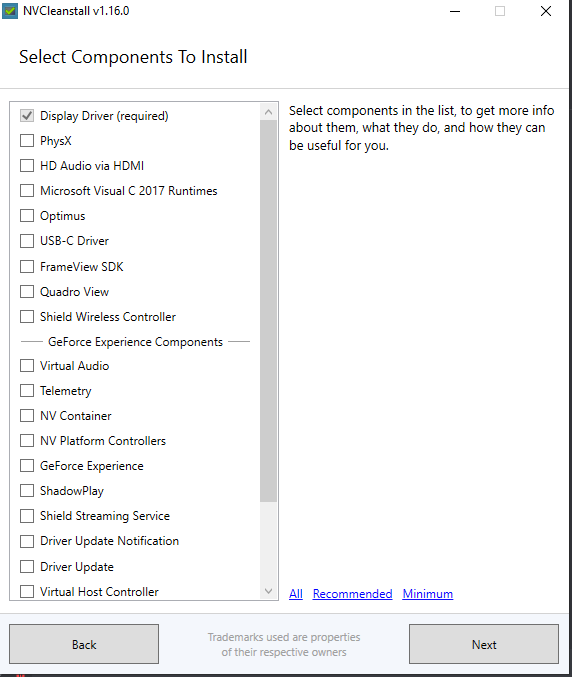 NVCleanstall v1.16.0
Select Components To Install
Display Driver (required)
PhysX
HD Audio via HDMI
Microsoft Visual C 2017 Runtimes
Optimus
USB-C Driver
FrameView SDK
Quadro View
Shield Wireless Controller
GeForce Experience Components
Virtual Audio
Telemetry
NV Container
NV Platform Controllers
GeForce Experience
ShadowPlay
Shield Streaming Service
Driver Update Notification
Driver Update
Virtual Host Controller
Select components in the list, to get more info
about them, what they do, and how they can
be useful for you.
All Recommended Minimum
Back
Trademarks used are properties
of their respective owners
Next